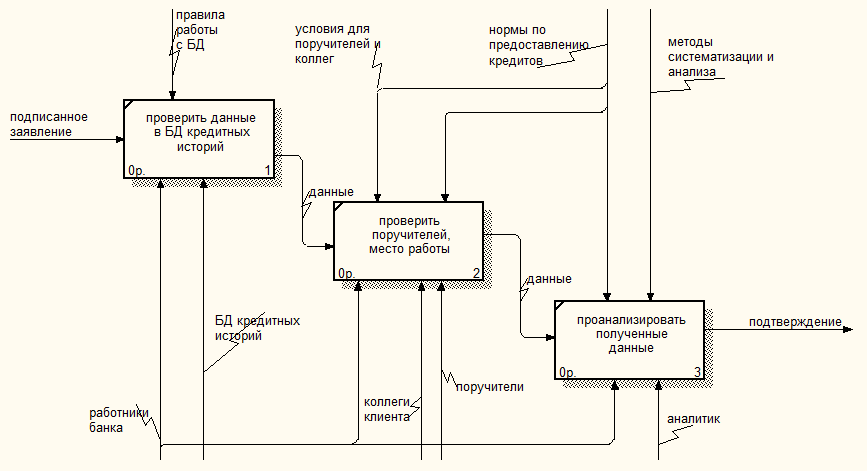 правила
работы
с БД
условия для
поручителей и
коллег
нормы по
предоставлению
кредитов
методы
систематизации и
анализа
подписанное
заявление
проверить данные
в БД кредитных
историй
0р. 1
данные
проверить
поручителей,
место работы
0р. 2
данные
проанализировать
полученные
данные
0р. 3
подтверждение
БД кредитных
историй
работники
банка
коллеги
клиента
поручители
аналитик